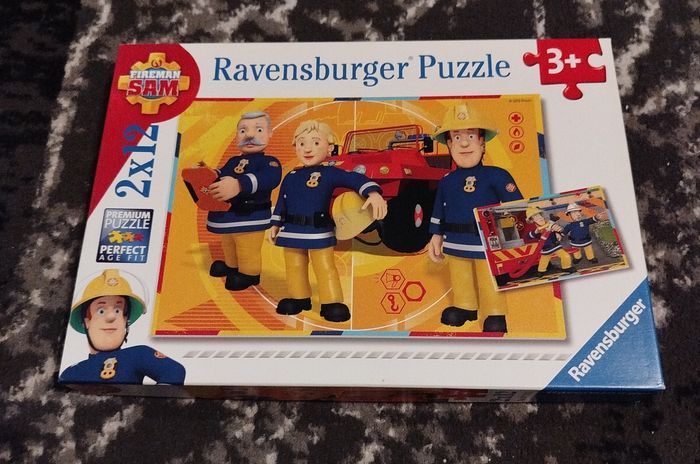 FIREMAN
SAM
Ravensburger® Puzzle
3+
2x12
PREMIUM
PUZZLE
PERFECT
AGE FIT
Ravensburger